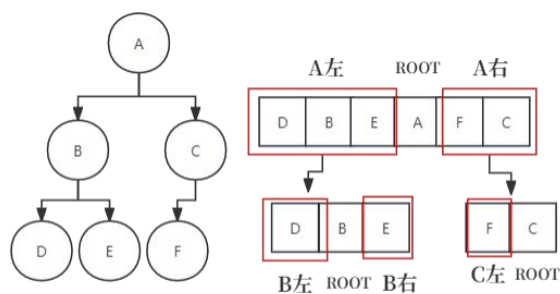 A
A左 ROOT A右
D B E A F C
B C
D E F
D B E F C
B左 ROOT B右 C左 ROOT